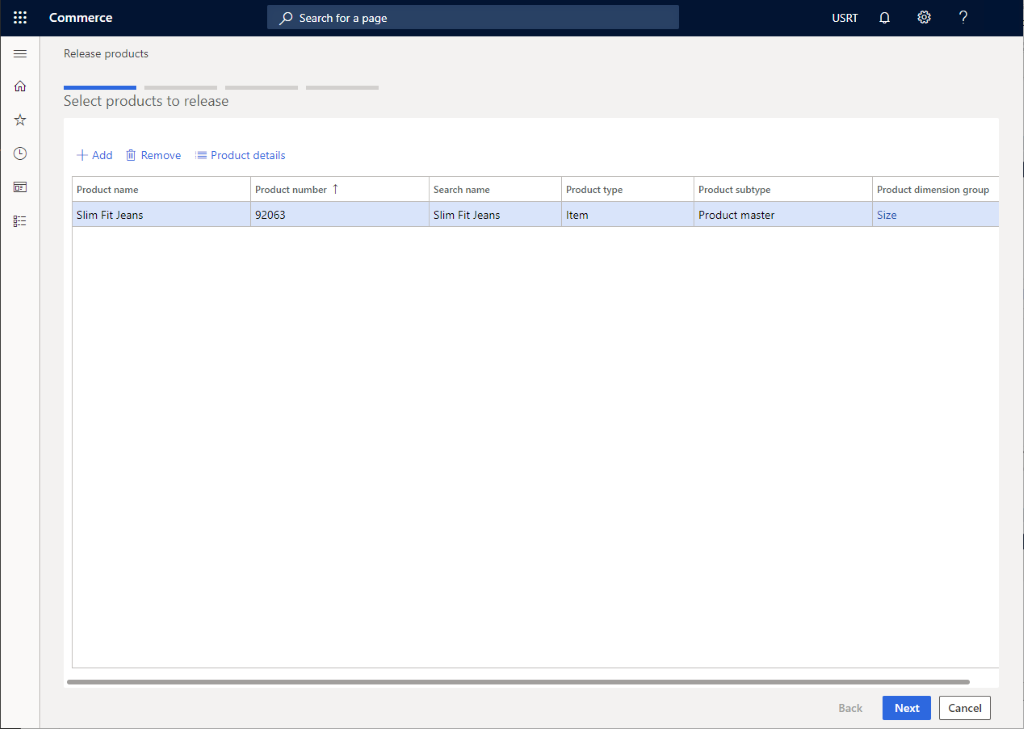 Commerce
Search for a page
USRT
?
Release products
Select products to release
Add Remove Product details
Product name Product number ↑ Search name Product type Product subtype Product dimension group
Slim Fit Jeans 92063 Slim Fit Jeans Item Product master Size
Back Next Cancel